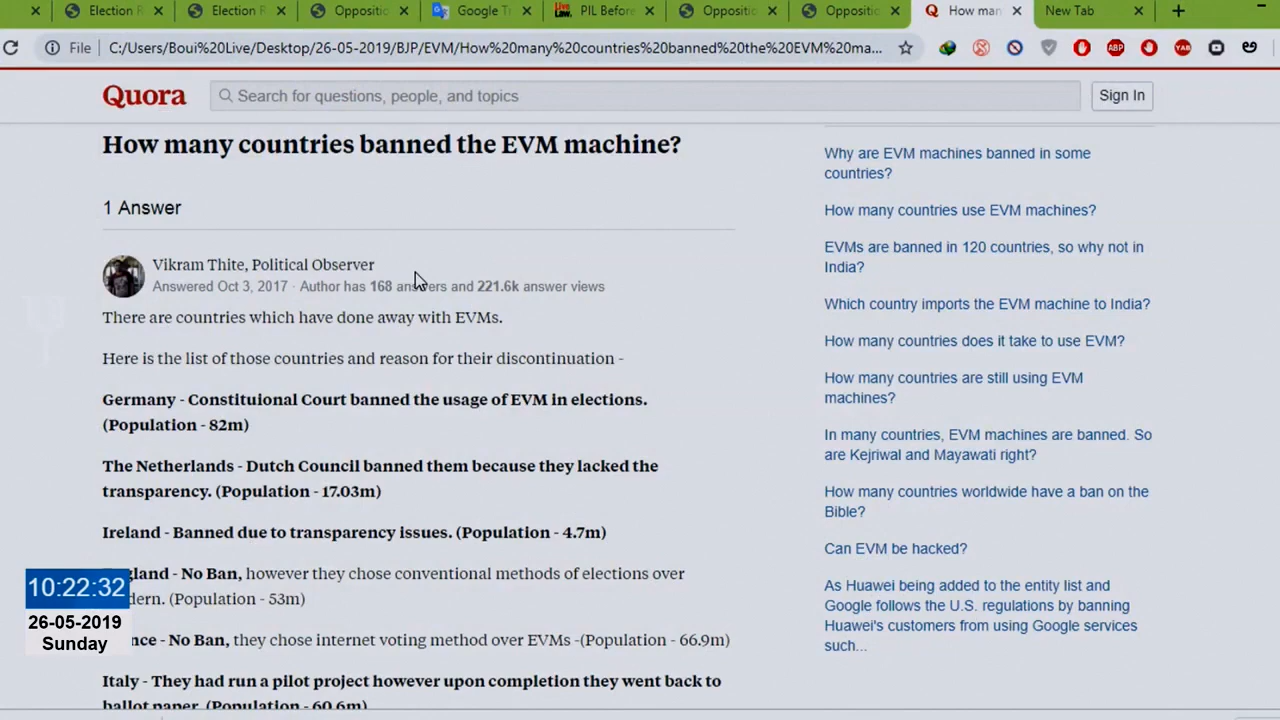 Election R
Election R
Oppositio
Google Tr
Live Law
PIL Before
Oppositio
Oppositio
How man
New Tab
File
C:/Users/Boui%20Live/Desktop/26-05-2019/BJP/EVM/How%20many%20countries%20banned%20the%20EVM%20ma...
ABP
YAB
Quora
Search for questions, people, and topics
Sign In
How many countries banned the EVM machine?
1 Answer
Vikram Thite, Political Observer
Answered Oct 3, 2017 · Author has 168 answers and 221.6k answer views
There are countries which have done away with EVMs.
Here is the list of those countries and reason for their discontinuation -
Germany - Constituional Court banned the usage of EVM in elections.
(Population - 82m)
The Netherlands - Dutch Council banned them because they lacked the
transparency. (Population - 17.03m)
Ireland - Banned due to transparency issues. (Population - 4.7m)
gland - No Ban, however they chose conventional methods of elections over
dern. (Population - 53m)
nce - No Ban, they chose internet voting method over EVMs -(Population - 66.9m)
Italy - They had run a pilot project however upon completion they went back to
ballot paper. (Population - 60.6m)
Why are EVM machines banned in some
countries?
How many countries use EVM machines?
EVMs are banned in 120 countries, so why not in
India?
Which country imports the EVM machine to India?
How many countries does it take to use EVM?
How many countries are still using EVM
machines?
In many countries, EVM machines are banned. So
are Kejriwal and Mayawati right?
How many countries worldwide have a ban on the
Bible?
Can EVM be hacked?
As Huawei being added to the entity list and
Google follows the U.S. regulations by banning
Huawei's customers from using Google services
such...
10:22:32
26-05-2019
Sunday